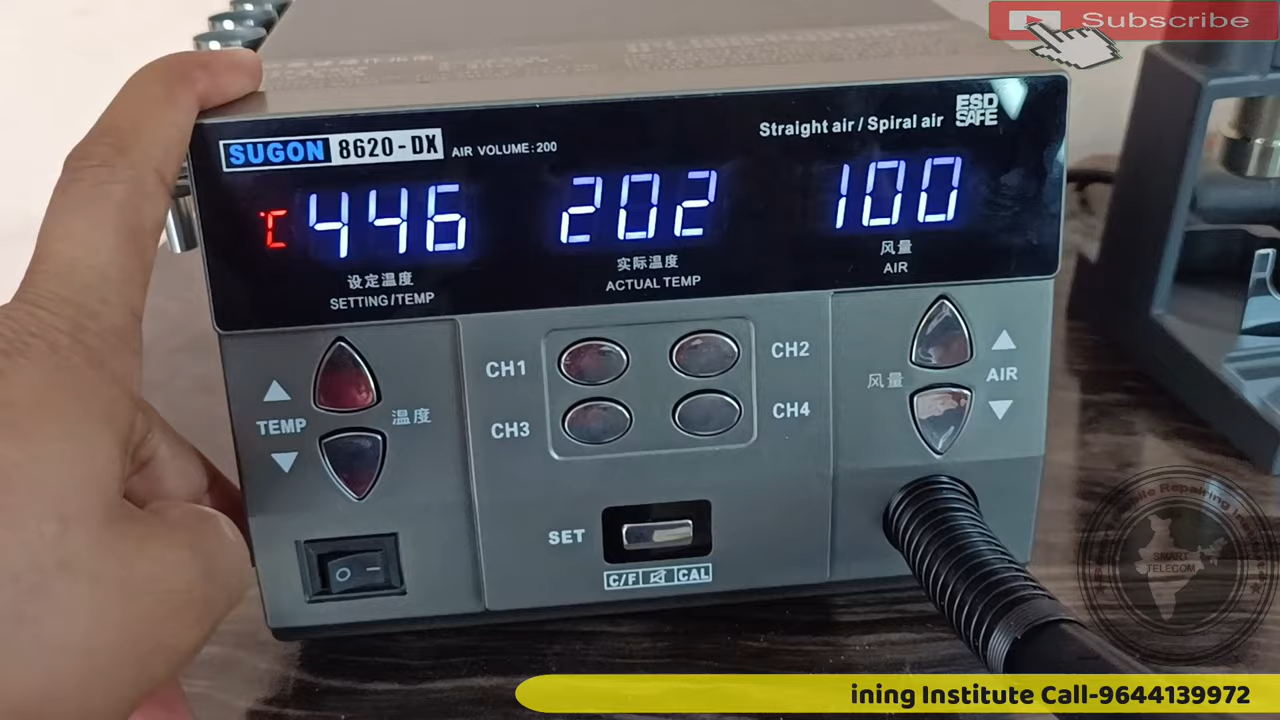 Subscribe
ESD SAFE
Straight air / Spiral air
SUGON 8620-DX AIR VOLUME:200
℃ 446 202 100
设定温度 实际温度 风量
SETTING/TEMP ACTUAL TEMP AIR
CH1 CH2
TEMP 温度 风量 AIR
CH3 CH4
SET
C/F CAL
SMART
TELECOM
ining Institute Call-9644139972